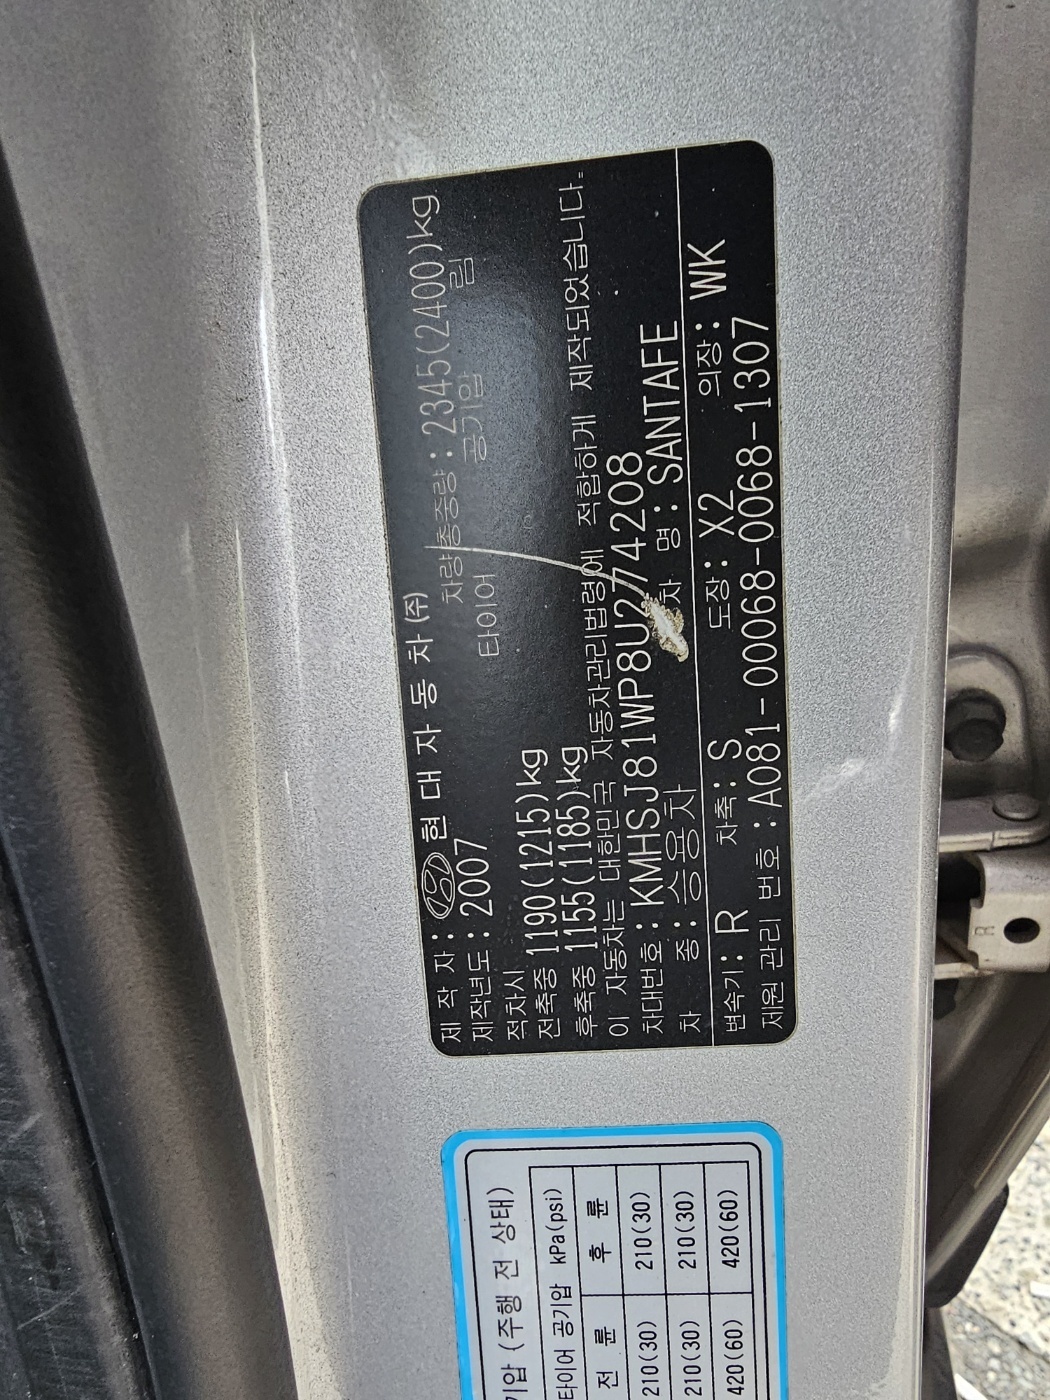 제 작 자 : 현 대 자 동 차 (주)
제작년도 : 2007 차량총중량 : 2345(2400)kg
적차시 타이어 공기압 림
전축중 1190(1215)kg
후축중 1155(1185)kg
이 자동차는 대한민국 자동차관리법령에 적합하게 제작되었습니다.
차대번호 : KMHSJ81WP8U274208
차 종 : 승용차 차 명 : SANTAFE
변속기 : R 차축 : S 도장 : X2 의장 : WK
제원 관리 번호 : A081-00068-0068-1307
기압 (주행 전 상태)
타이어 공기압 kPa(psi)
전 륜 후 륜
210(30) 210(30)
210(30) 210(30)
420(60) 420(60)
R